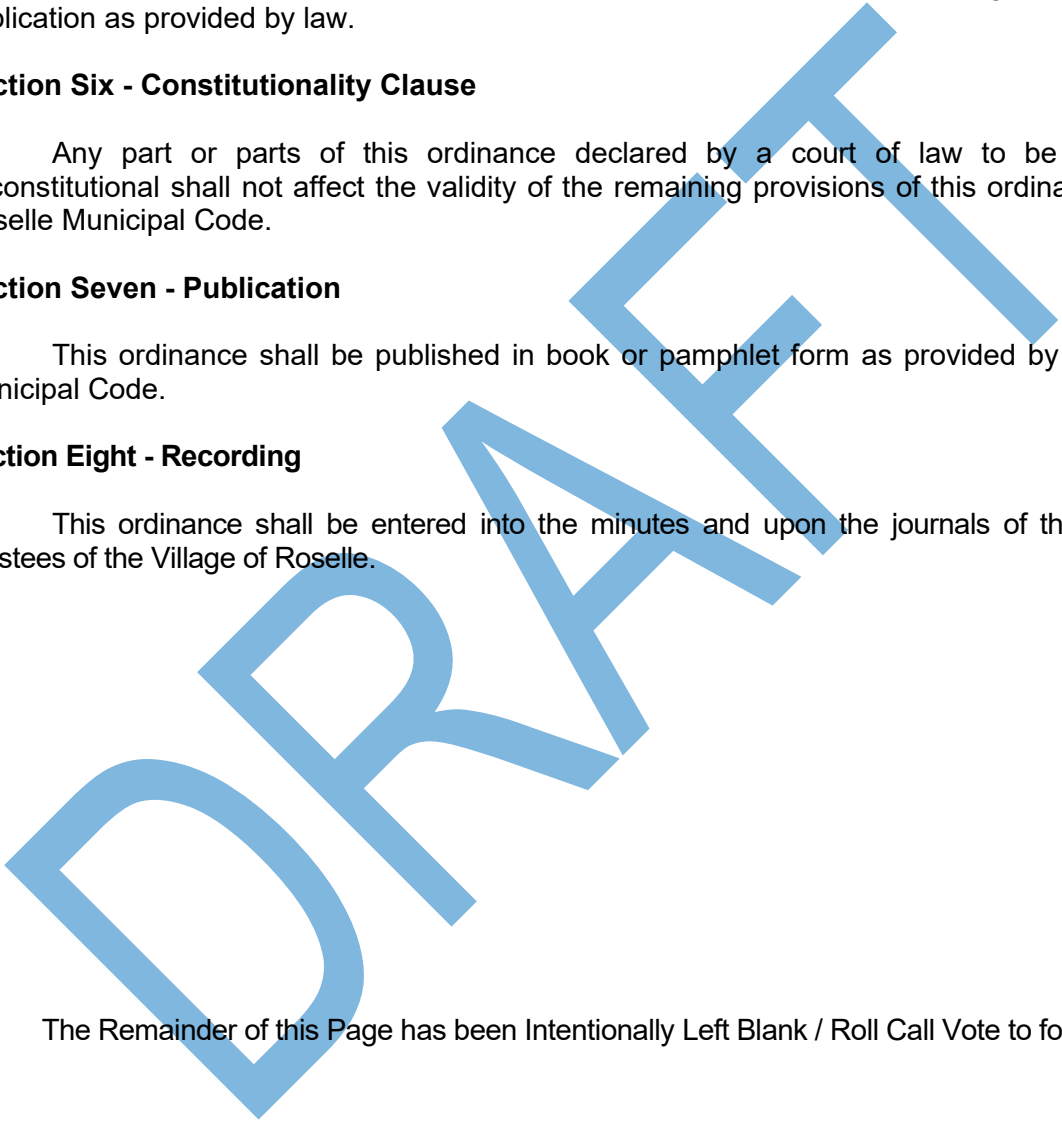 blication as provided by law.
ction Six - Constitutionality Clause
Any part or parts of this ordinance declared by a court of law to be
constitutional shall not affect the validity of the remaining provisions of this ordina
selle Municipal Code.
ction Seven - Publication
This ordinance shall be published in book or pamphlet form as provided by
nicipal Code.
ction Eight - Recording
This ordinance shall be entered into the minutes and upon the journals of th
stees of the Village of Roselle.
The Remainder of this Page has been Intentionally Left Blank / Roll Call Vote to fo
DRAFT